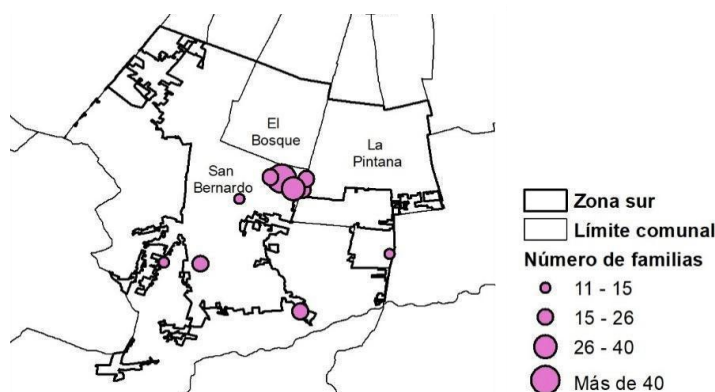 El
Bosque
La
Pintana
San
Bernardo
Zona sur
Límite comunal
Número de familias
11 - 15
15 - 26
26 - 40
Más de 40